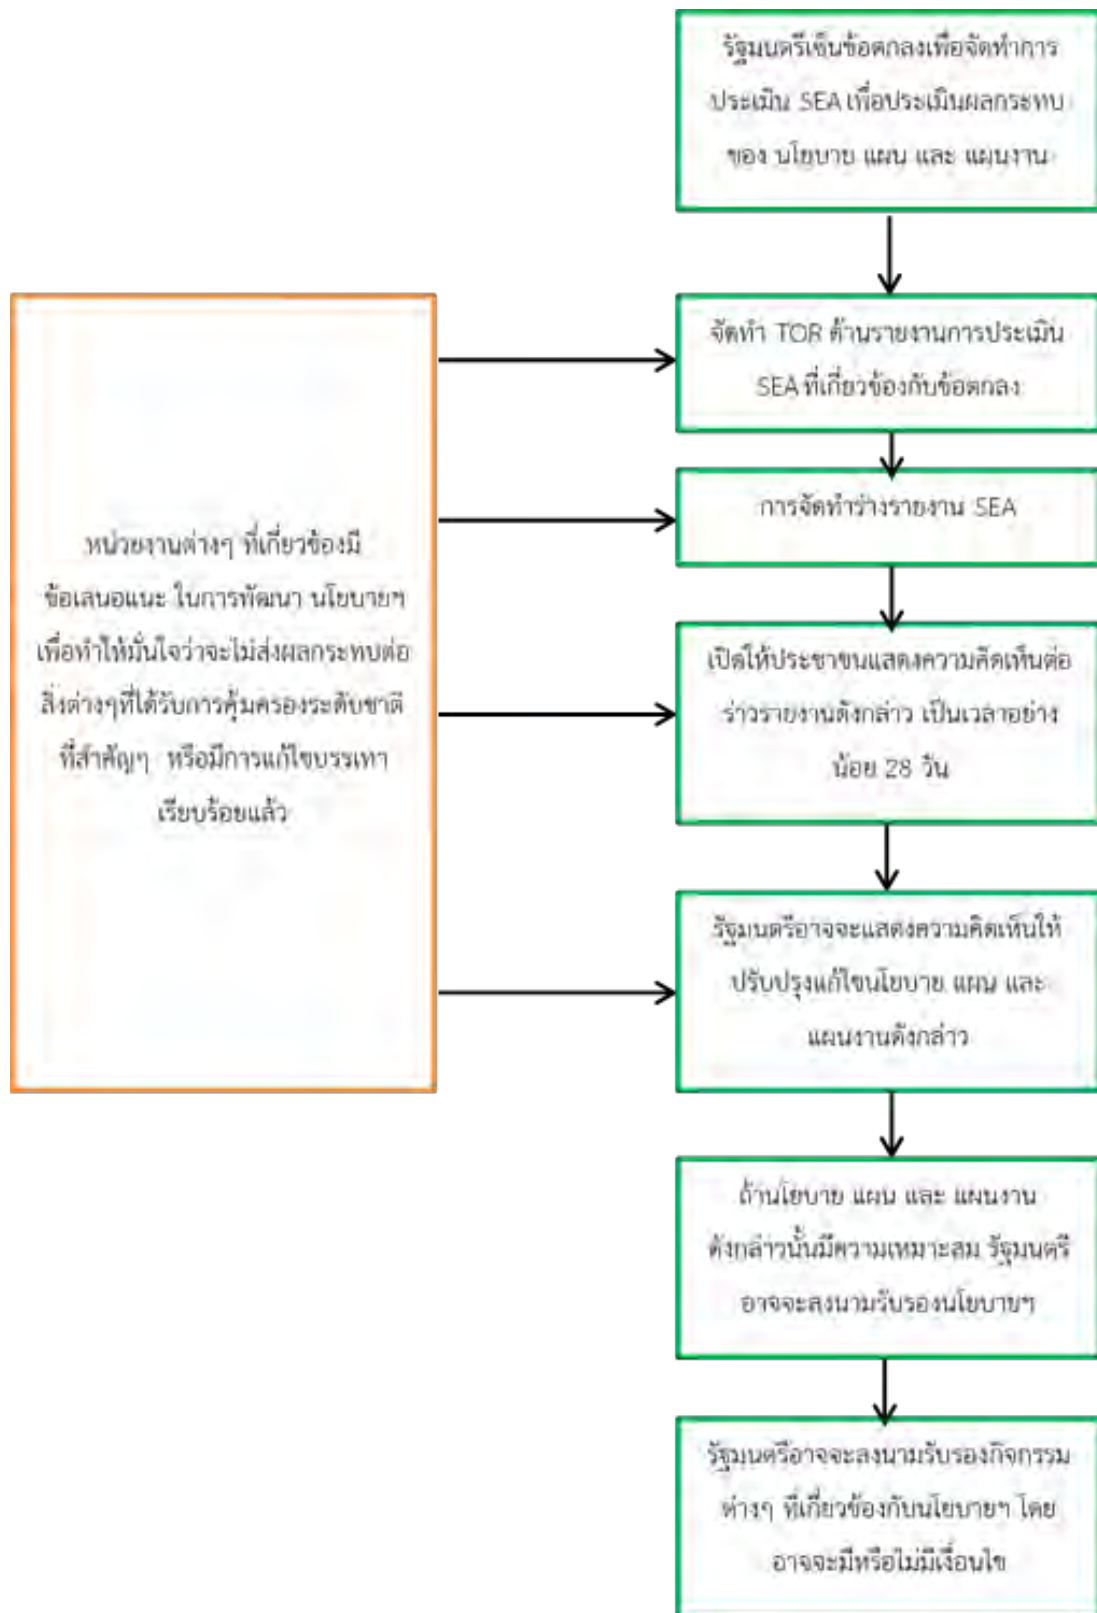 รัฐมนตรีเซ็นข้อตกลงเพื่อจัดทำการ
ประเมิน SEA เพื่อประเมินผลกระทบ
ของ นโยบาย แผน และ แผนงาน
จัดทำ TOR ด้านรายงานการประเมิน
SEA ที่เกี่ยวข้องกับข้อตกลง
การจัดทำร่างรายงาน SEA
หน่วยงานต่างๆ ที่เกี่ยวข้องมี
ข้อเสนอแนะ ในการพัฒนา นโยบายฯ
เพื่อทำให้มั่นใจว่าจะไม่ส่งผลกระทบต่อ
สิ่งต่างๆที่ได้รับการคุ้มครองระดับชาติ
ที่สำคัญๆ หรือมีการแก้ไขบรรเทา
เรียบร้อยแล้ว
เปิดให้ประชาชนแสดงความคิดเห็นต่อ
ร่าวรายงานดังกล่าว เป็นเวลาอย่าง
น้อย 28 วัน
รัฐมนตรีอาจจะแสดงความคิดเห็นให้
ปรับปรุงแก้ไขนโยบาย แผน และ
แผนงานดังกล่าว
ถ้านโยบาย แผน และ แผนงาน
ดังกล่าวนั้นมีความเหมาะสม รัฐมนตรี
อาจจะลงนามรับรองนโยบายฯ
รัฐมนตรีอาจจะลงนามรับรองกิจกรรม
ต่างๆ ที่เกี่ยวข้องกับนโยบายฯ โดย
อาจจะมีหรือไม่มีเงื่อนไข